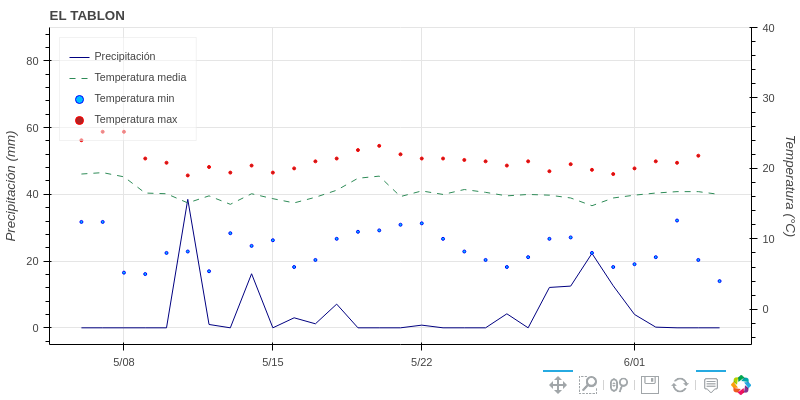 EL TABLON
Precipitación
Temperatura media
Temperatura min
Temperatura max
Precipitación (mm)
80
60
40
20
0
Temperatura (°C)
40
30
20
10
0
5/08
5/15
5/22
6/01